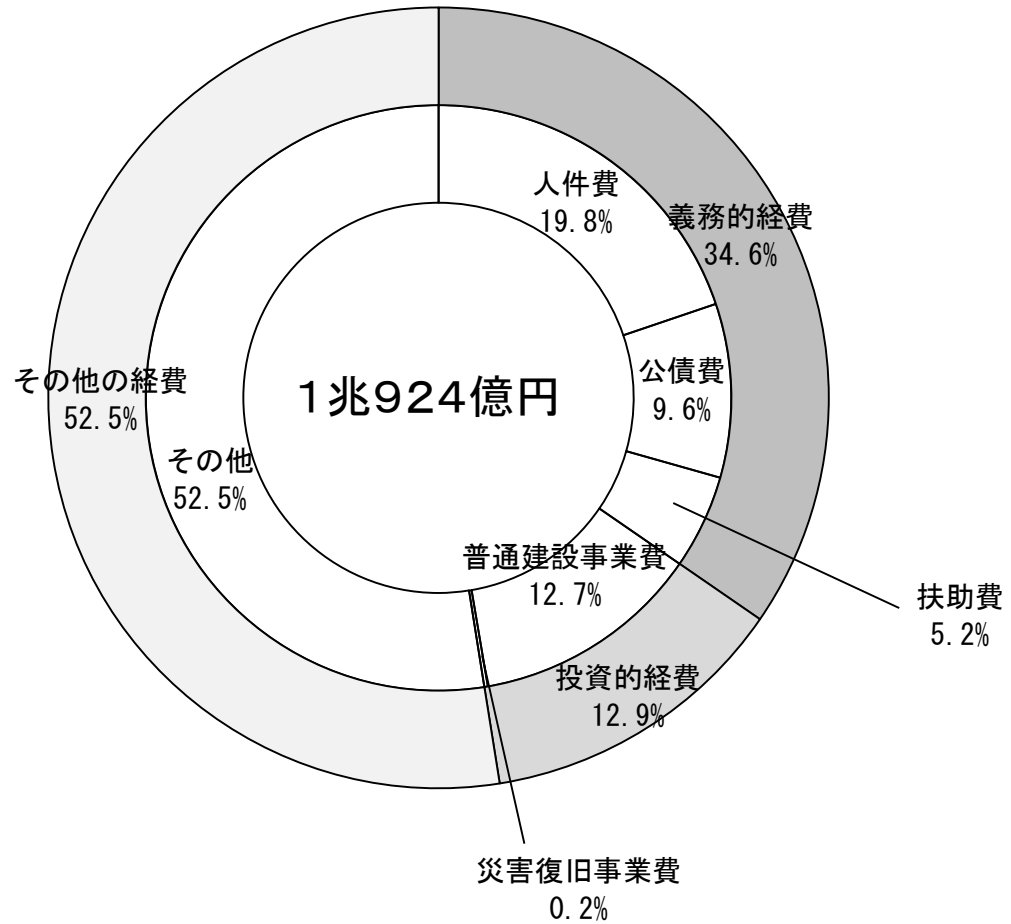 人件費
19.8%
義務的経費
34.6%
公債費
9.6%
その他の経費
52.5%
1兆924億円
その他
52.5%
普通建設事業費
12.7%
扶助費
5.2%
投資的経費
12.9%
災害復旧事業費
0.2%